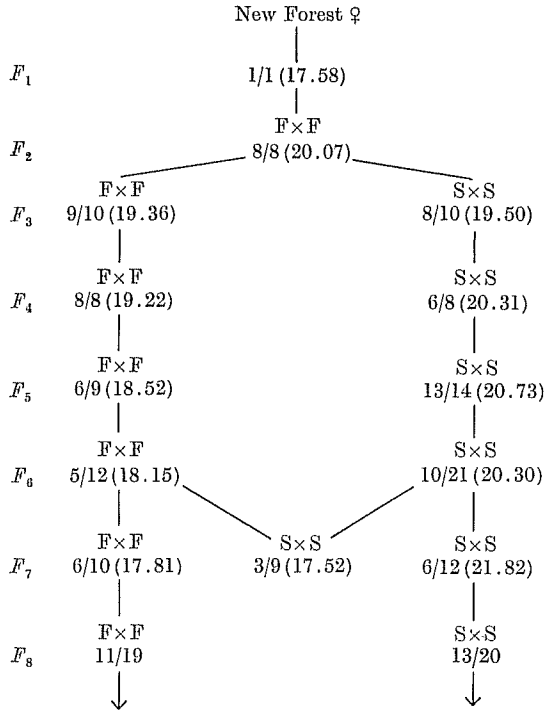 New Forest ♀
F₁ 1/1 (17.58)
F×F
F₂ 8/8 (20.07)
F×F S×S
F₃ 9/10 (19.36) 8/10 (19.50)
F×F S×S
F₄ 8/8 (19.22) 6/8 (20.31)
F×F S×S
F₅ 6/9 (18.52) 13/14 (20.73)
F×F S×S
F₆ 5/12 (18.15) 10/21 (20.30)
F×F S×S S×S
F₇ 6/10 (17.81) 3/9 (17.52) 6/12 (21.82)
F×F S×S
F₈ 11/19 13/20